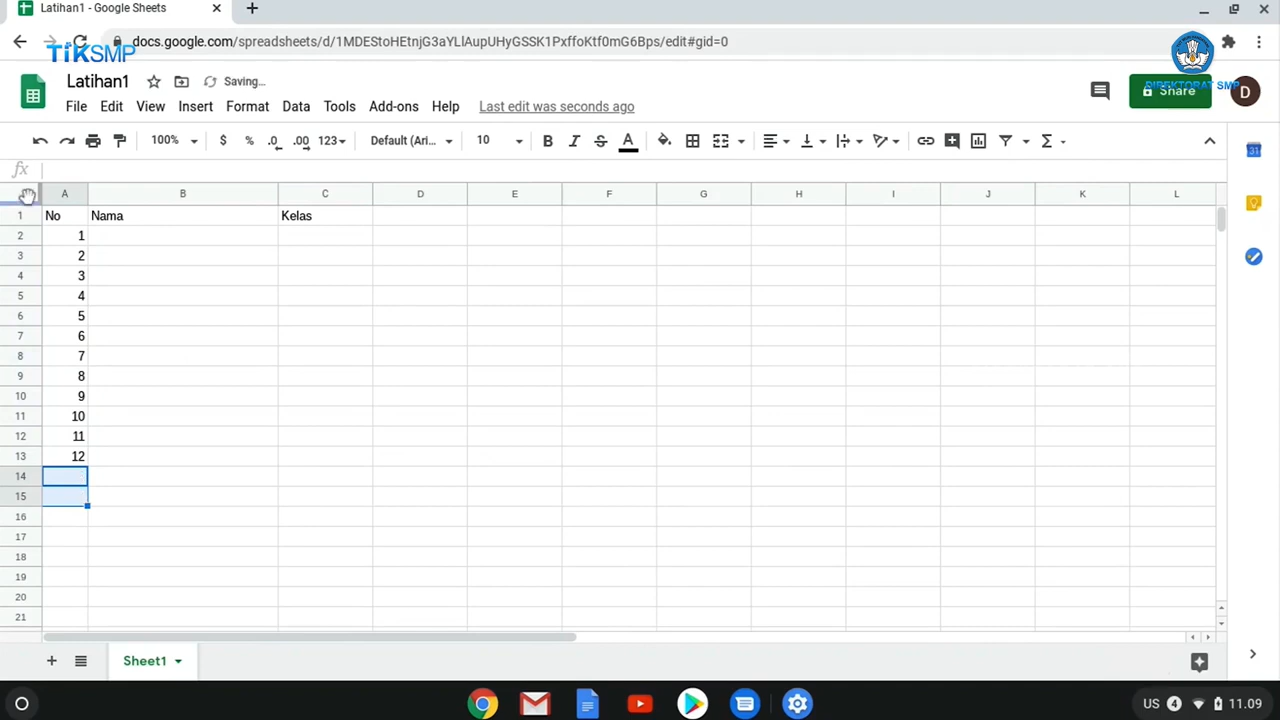 Latihan1 - Google Sheets
docs.google.com/spreadsheets/d/1MDEStoHEtnjG3aYLlAupUHyGSSK1PxffoKtf0mG6Bps/edit#gid=0
TIKSMP
DIREKTORAT SMP
Latihan1 Saving...
Share D
File Edit View Insert Format Data Tools Add-ons Help Last edit was seconds ago
100% $ % .0 .00 123 Default (Ari... 10 B I S A Σ
fx
A B C D E F G H I J K L
1 No Nama Kelas
2 1
3 2
4 3
5 4
6 5
7 6
8 7
9 8
10 9
11 10
12 11
13 12
14
15
16
17
18
19
20
21
Sheet1
US 4 11.09